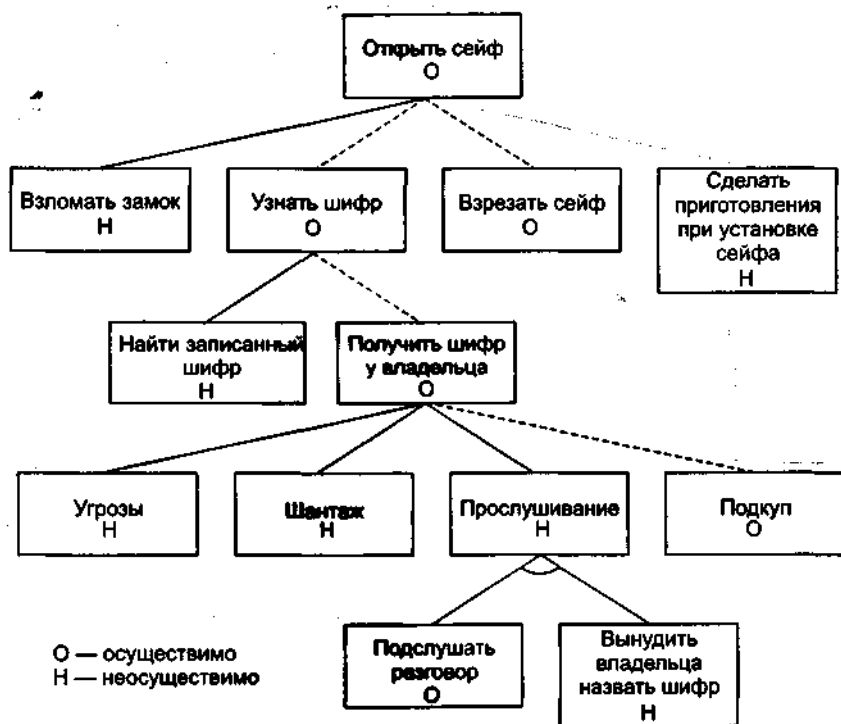 Открыть сейф
О
Взломать замок
Н
Узнать шифр
О
Взрезать сейф
О
Сделать
приготовления
при установке
сейфа
Н
Найти записанный
шифр
Н
Получить шифр
у владельца
О
Угрозы
Н
Шантаж
Н
Прослушивание
Н
Подкуп
О
Подслушать
разговор
О
Вынудить
владельца
назвать шифр
Н
О — осуществимо
Н — неосуществимо